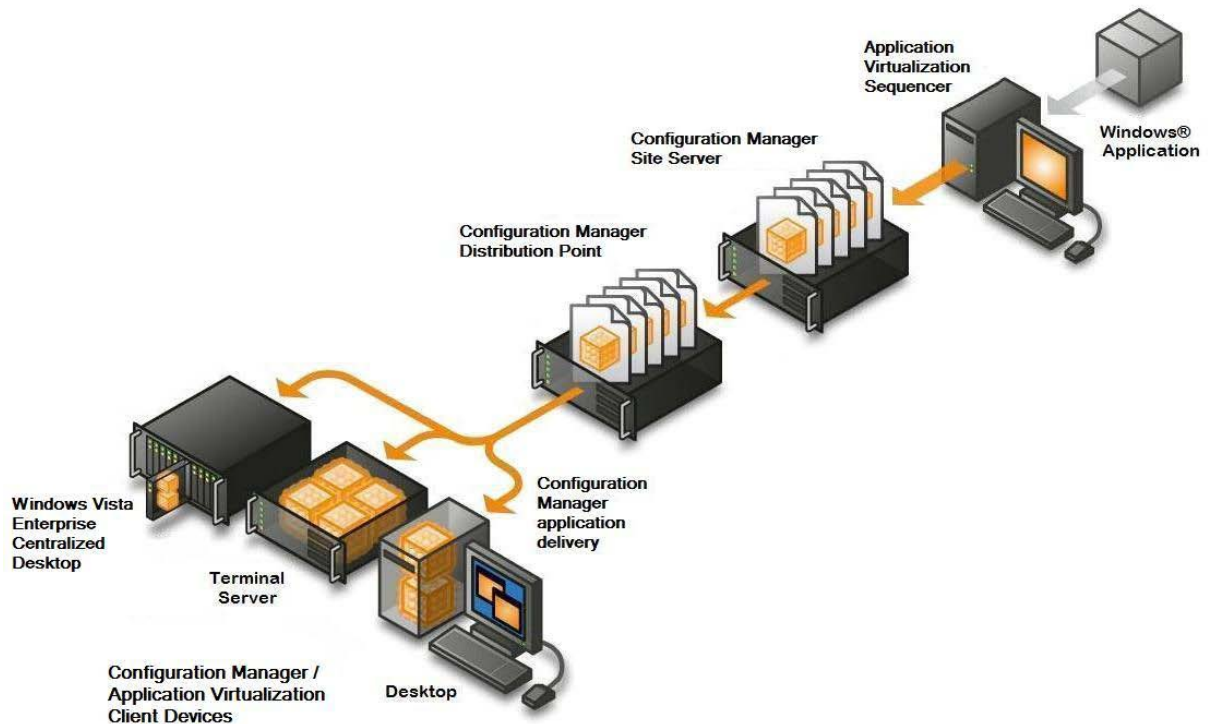 Application
Virtualization
Sequencer
Windows®
Application
Configuration Manager
Site Server
Configuration Manager
Distribution Point
Configuration
Manager
application
delivery
Windows Vista
Enterprise
Centralized
Desktop
Terminal
Server
Desktop
Configuration Manager /
Application Virtualization
Client Devices